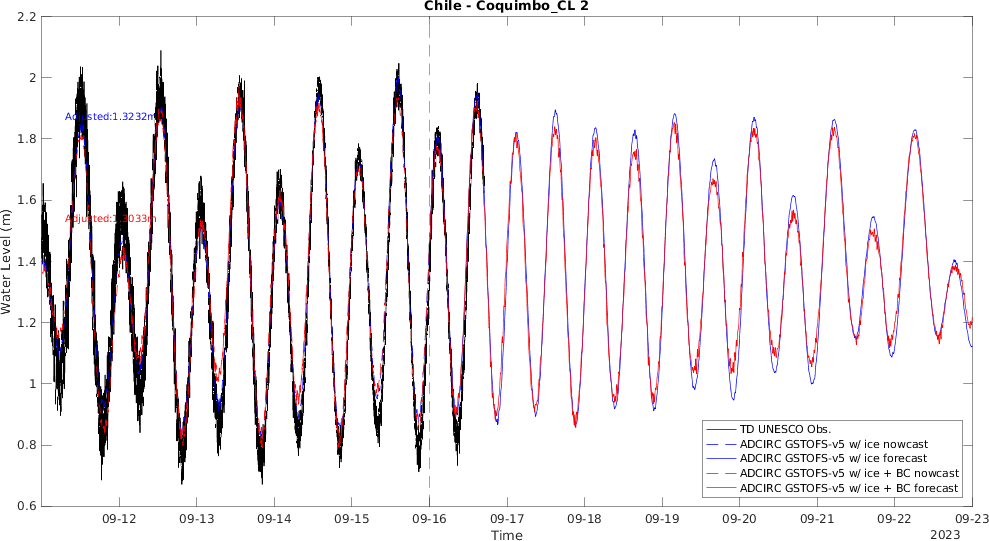 Chile - Coquimbo_CL 2
2.2
2
1.8
1.6
1.4
1.2
1
0.8
0.6
Water Level (m)
Adjusted:1.3232m
Adjusted:1.3033m
TD UNESCO Obs.
ADCIRC GSTOFS-v5 w/ ice nowcast
ADCIRC GSTOFS-v5 w/ ice forecast
ADCIRC GSTOFS-v5 w/ ice + BC nowcast
ADCIRC GSTOFS-v5 w/ ice + BC forecast
09-12 09-13 09-14 09-15 09-16 09-17 09-18 09-19 09-20 09-21 09-22 09-23
Time
2023